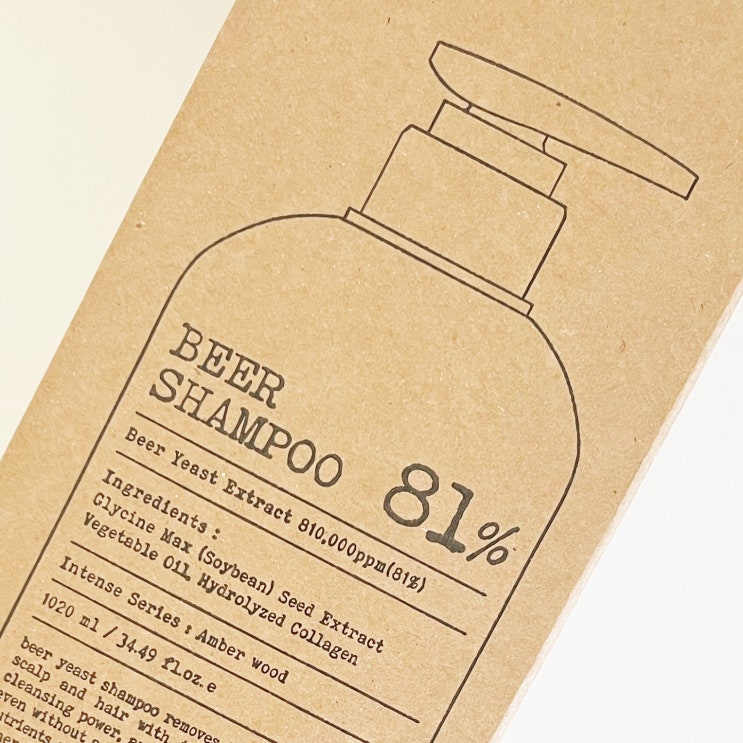 BEER
SHAMPOO 81%
Beer Yeast Extract 810,000ppm(81%)
Ingredients :
Glycine Max (Soybean) Seed Extract
Vegetable Oil, Hydrolyzed Collagen
Intense Series : Amber wood
1020 ml / 34.49 fl.oz. e
beer yeast shampoo removes
scalp and hair with
cleansing power,
even without